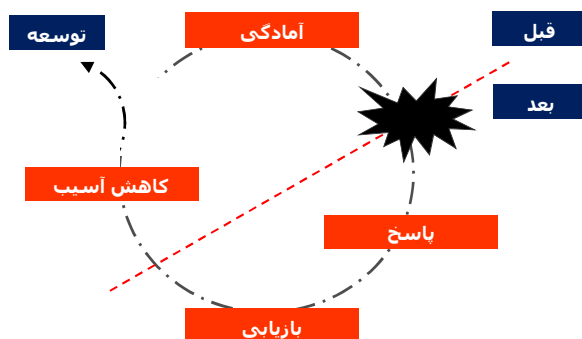 قبل
آمادگی
توسعه
بعد
کاهش آسیب
پاسخ
بازیابی